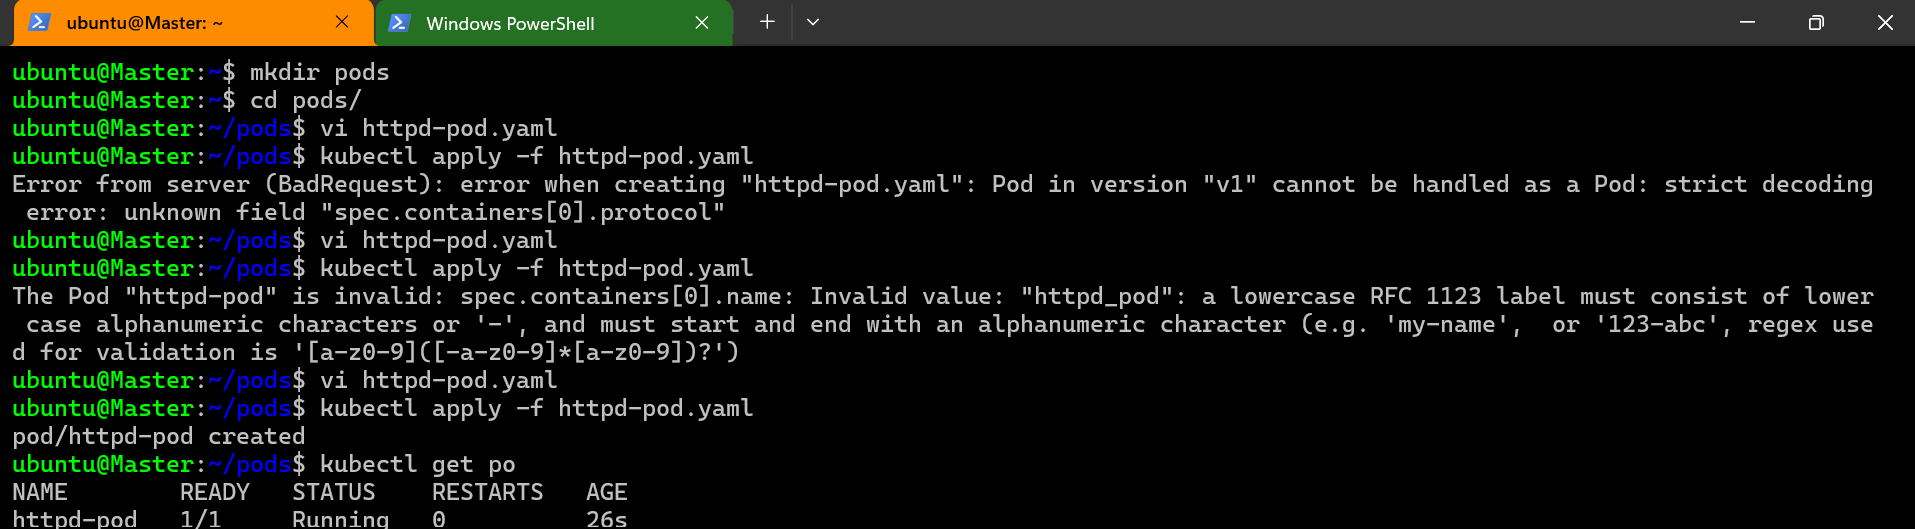 ubuntu@Master: ~
Windows PowerShell
ubuntu@Master:~$ mkdir pods
ubuntu@Master:~$ cd pods/
ubuntu@Master:~/pods$ vi httpd-pod.yaml
ubuntu@Master:~/pods$ kubectl apply -f httpd-pod.yaml
Error from server (BadRequest): error when creating "httpd-pod.yaml": Pod in version "v1" cannot be handled as a Pod: strict decoding
 error: unknown field "spec.containers[0].protocol"
ubuntu@Master:~/pods$ vi httpd-pod.yaml
ubuntu@Master:~/pods$ kubectl apply -f httpd-pod.yaml
The Pod "httpd-pod" is invalid: spec.containers[0].name: Invalid value: "httpd_pod": a lowercase RFC 1123 label must consist of lower
 case alphanumeric characters or '-', and must start and end with an alphanumeric character (e.g. 'my-name',  or '123-abc', regex use
d for validation is '[a-z0-9]([-a-z0-9]*[a-z0-9])?')
ubuntu@Master:~/pods$ vi httpd-pod.yaml
ubuntu@Master:~/pods$ kubectl apply -f httpd-pod.yaml
pod/httpd-pod created
ubuntu@Master:~/pods$ kubectl get po
NAME        READY   STATUS    RESTARTS   AGE
httpd-pod   1/1     Running   0          26s